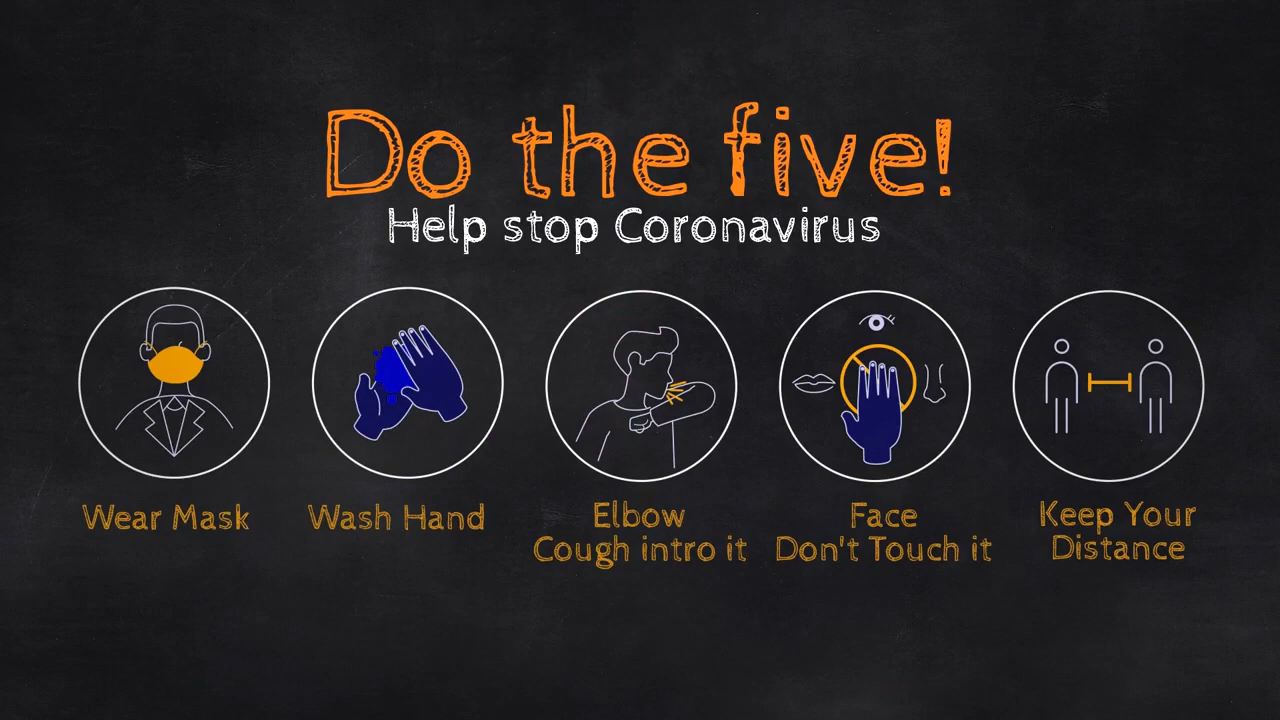 Do the five!
Help stop Coronavirus
Wear Mask
Wash Hand
Elbow
Cough intro it
Face
Don't Touch it
Keep Your
Distance